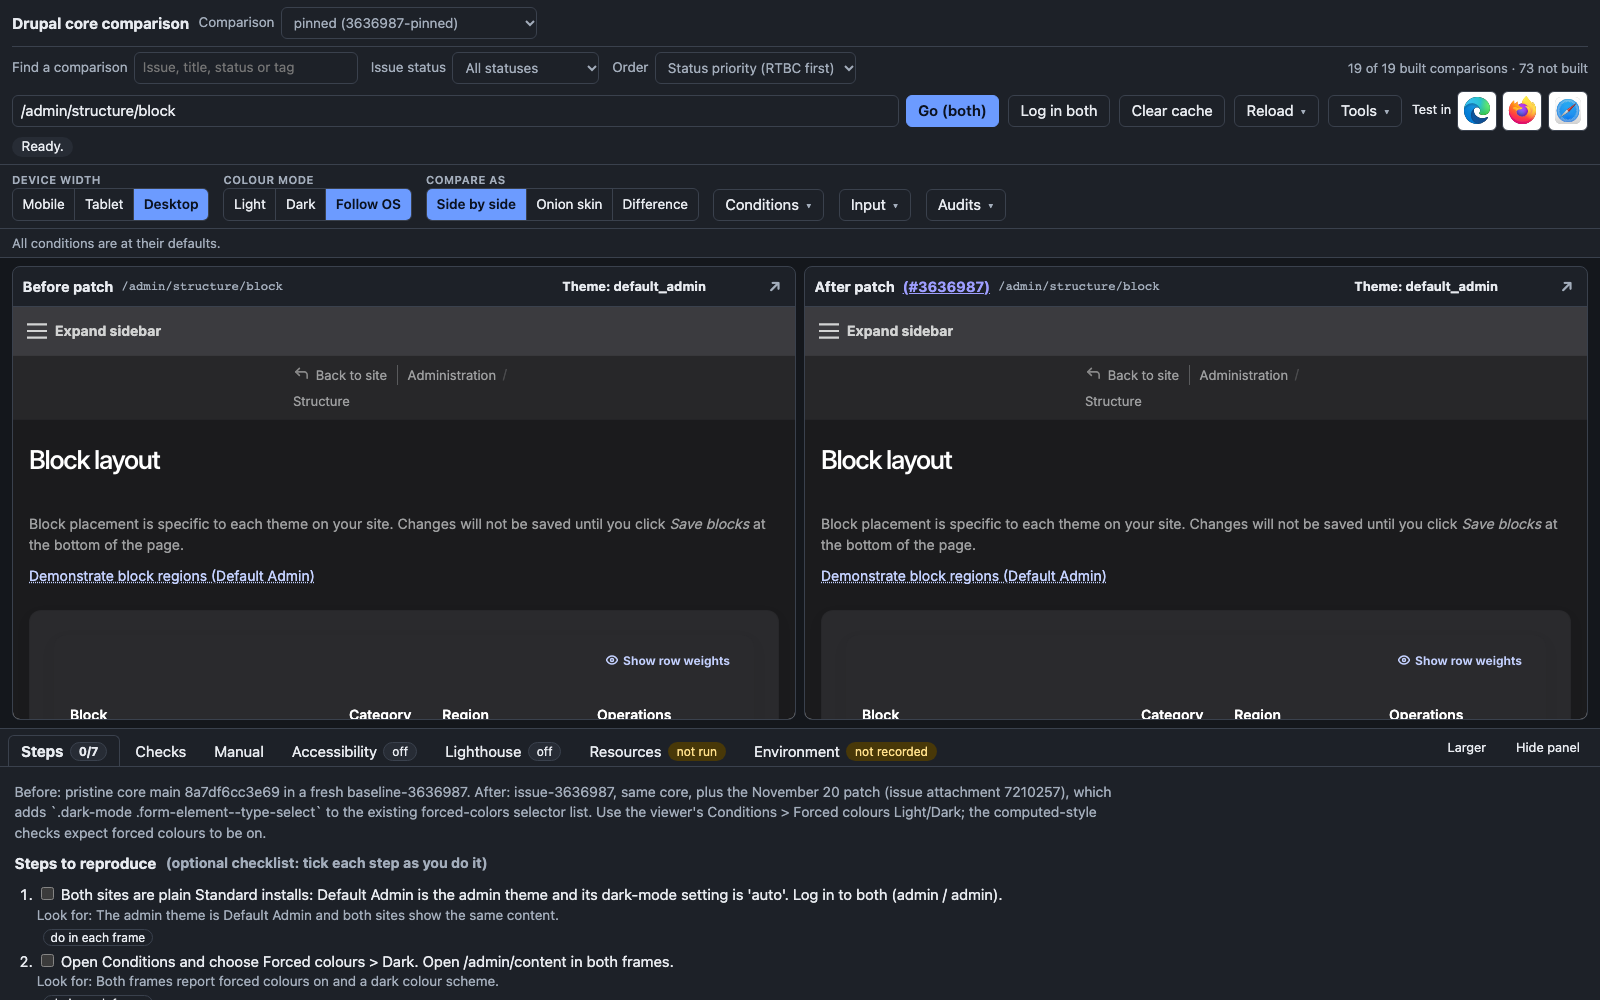 Drupal core comparison Comparison pinned (3636987-pinned)
Find a comparison Issue, title, status or tag Issue status All statuses Order Status priority (RTBC first) 19 of 19 built comparisons · 73 not built
/admin/structure/block Go (both) Log in both Clear cache Reload Tools Test in
Ready.
DEVICE WIDTH COLOUR MODE COMPARE AS
Mobile Tablet Desktop Light Dark Follow OS Side by side Onion skin Difference Conditions Input Audits
All conditions are at their defaults.
Before patch /admin/structure/block Theme: default_admin
Expand sidebar
Back to site Administration /
Structure
Block layout
Block placement is specific to each theme on your site. Changes will not be saved until you click Save blocks at
the bottom of the page.
Demonstrate block regions (Default Admin)
Show row weights
Block Category Region Operations
After patch (#3636987) /admin/structure/block Theme: default_admin
Expand sidebar
Back to site Administration /
Structure
Block layout
Block placement is specific to each theme on your site. Changes will not be saved until you click Save blocks at
the bottom of the page.
Demonstrate block regions (Default Admin)
Show row weights
Block Category Region Operations
Steps 0/7 Checks Manual Accessibility off Lighthouse off Resources not run Environment not recorded Larger Hide panel
Before: pristine core main 8a7df6cc3e69 in a fresh baseline-3636987. After: issue-3636987, same core, plus the November 20 patch (issue attachment 7210257), which
adds `.dark-mode .form-element--type-select` to the existing forced-colors selector list. Use the viewer's Conditions > Forced colours Light/Dark; the computed-style
checks expect forced colours to be on.
Steps to reproduce (optional checklist: tick each step as you do it)
1. Both sites are plain Standard installs: Default Admin is the admin theme and its dark-mode setting is 'auto'. Log in to both (admin / admin).
Look for: The admin theme is Default Admin and both sites show the same content.
do in each frame
2. Open Conditions and choose Forced colours > Dark. Open /admin/content in both frames.
Look for: Both frames report forced colours on and a dark colour scheme.